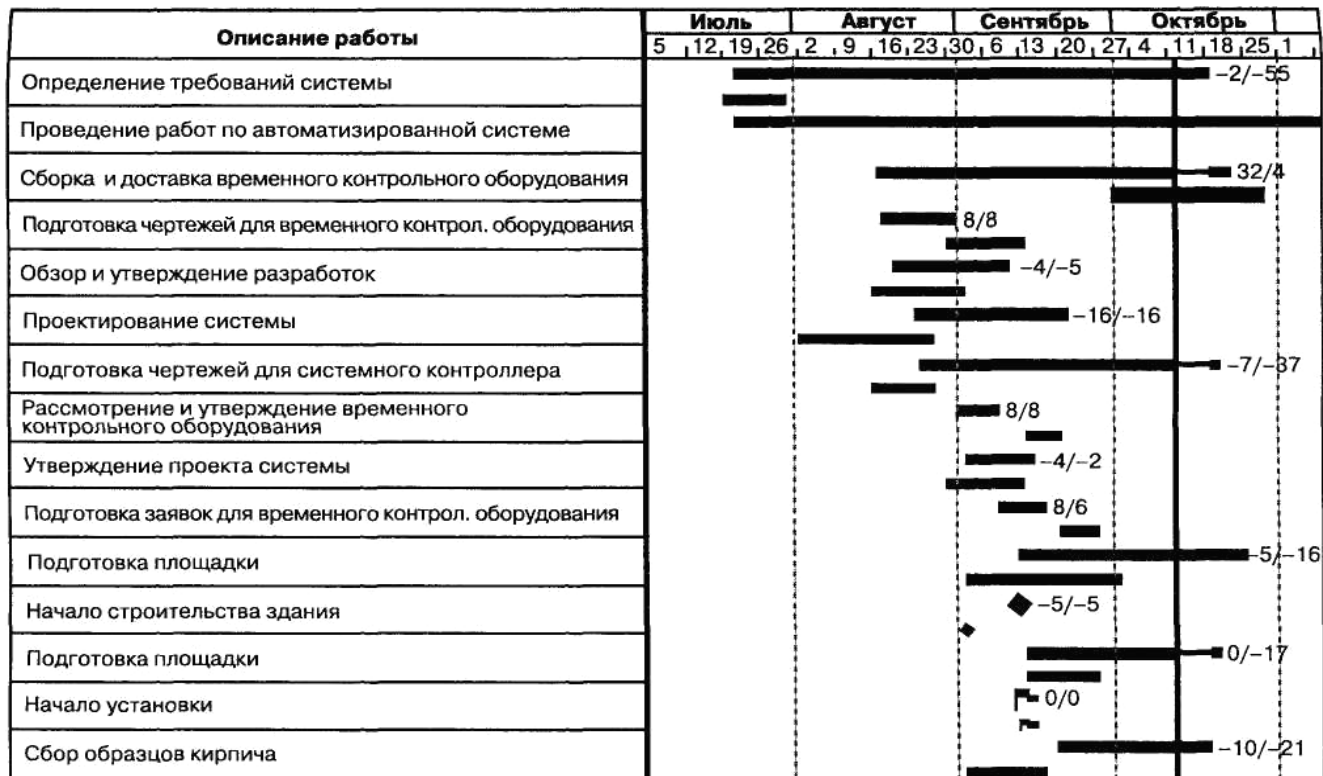 Описание работы
Июль Август Сентябрь Октябрь
5 12 19 26 2 9 16 23 30 6 13 20 27 4 11 18 25 1
Определение требований системы -2/-55
Проведение работ по автоматизированной системе
Сборка и доставка временного контрольного оборудования 32/4
Подготовка чертежей для временного контрол. оборудования 8/8
Обзор и утверждение разработок -4/-5
Проектирование системы -16/-16
Подготовка чертежей для системного контроллера -7/-37
Рассмотрение и утверждение временного
контрольного оборудования 8/8
Утверждение проекта системы -4/-2
Подготовка заявок для временного контрол. оборудования 8/6
Подготовка площадки -5/-16
Начало строительства здания -5/-5
Подготовка площадки 0/-17
Начало установки 0/0
Сбор образцов кирпича -10/-21